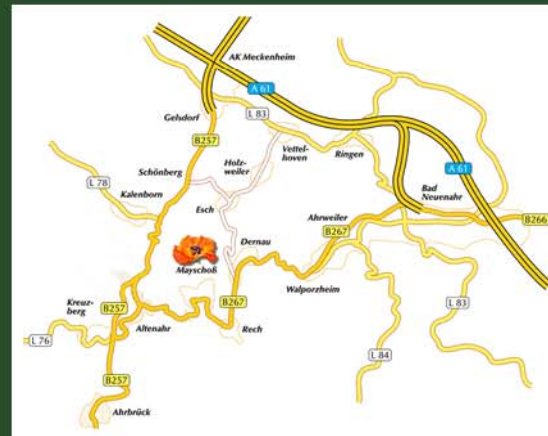 AK Meckenheim
A 61
Gelsdorf
L 83
B257
Vettel-
hoven
Ringen
Holz-
weiler
Schönberg
A 61
L 78
Kalenborn
Bad
Neuenahr
Esch
Ahrweiler
B266
B267
Dernau
Mayschoß
Walporzheim
Kreuz-
berg
B257
B267
L 83
Altenahr
Rech
L 76
L 84
B257
Ahrbrück